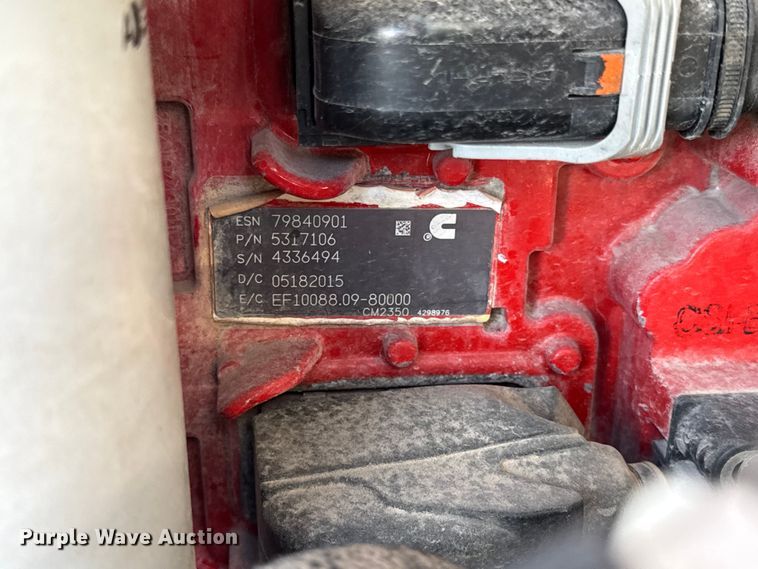 ESN 79840901
P/N 5317106
S/N 4336494
D/C 05182015
E/C EF10088.09-80000
CM2350 4298976
Purple Wave Auction